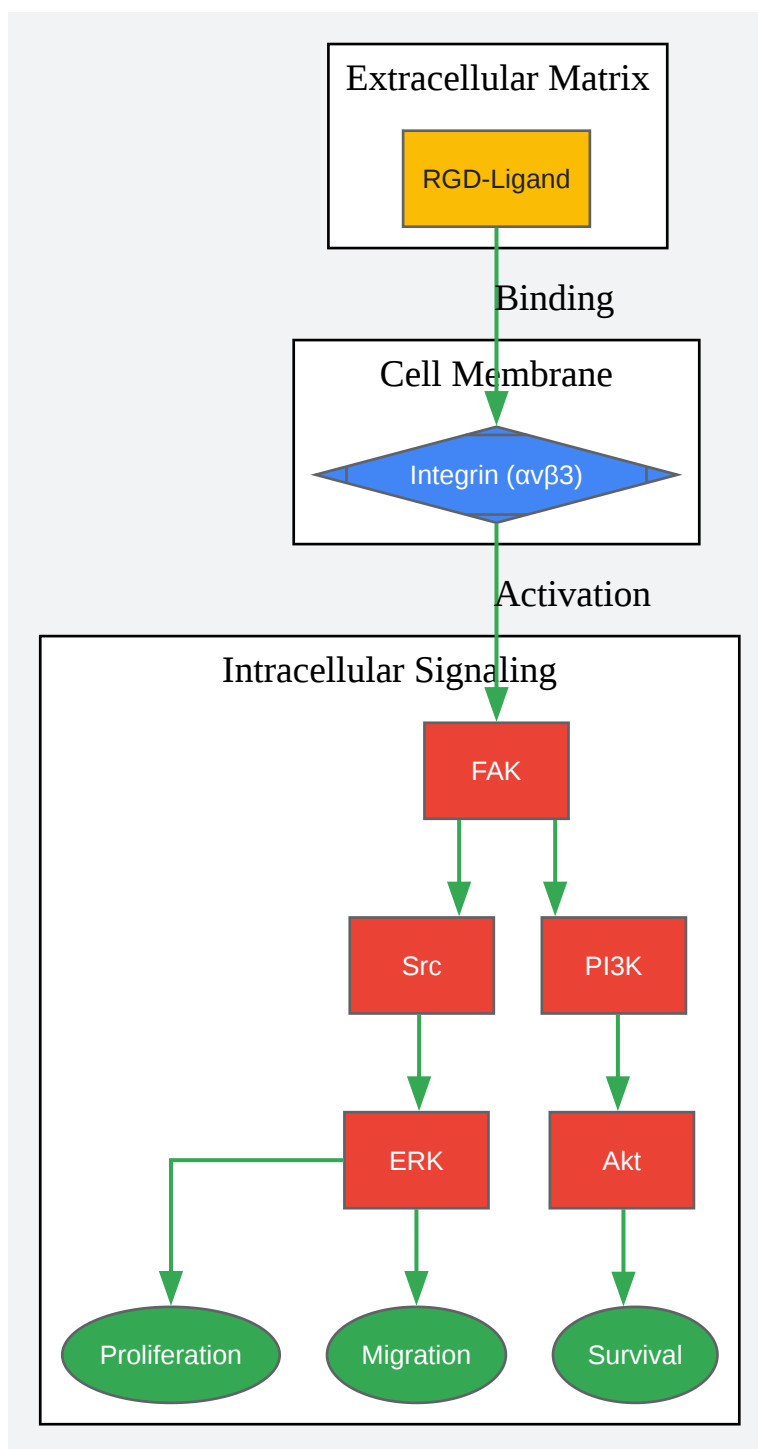 Extracellular Matrix
RGD-Ligand
Binding
Cell Membrane
Integrin (αvβ3)
Activation
Intracellular Signaling
FAK
Src
PI3K
ERK
Akt
Proliferation
Migration
Survival